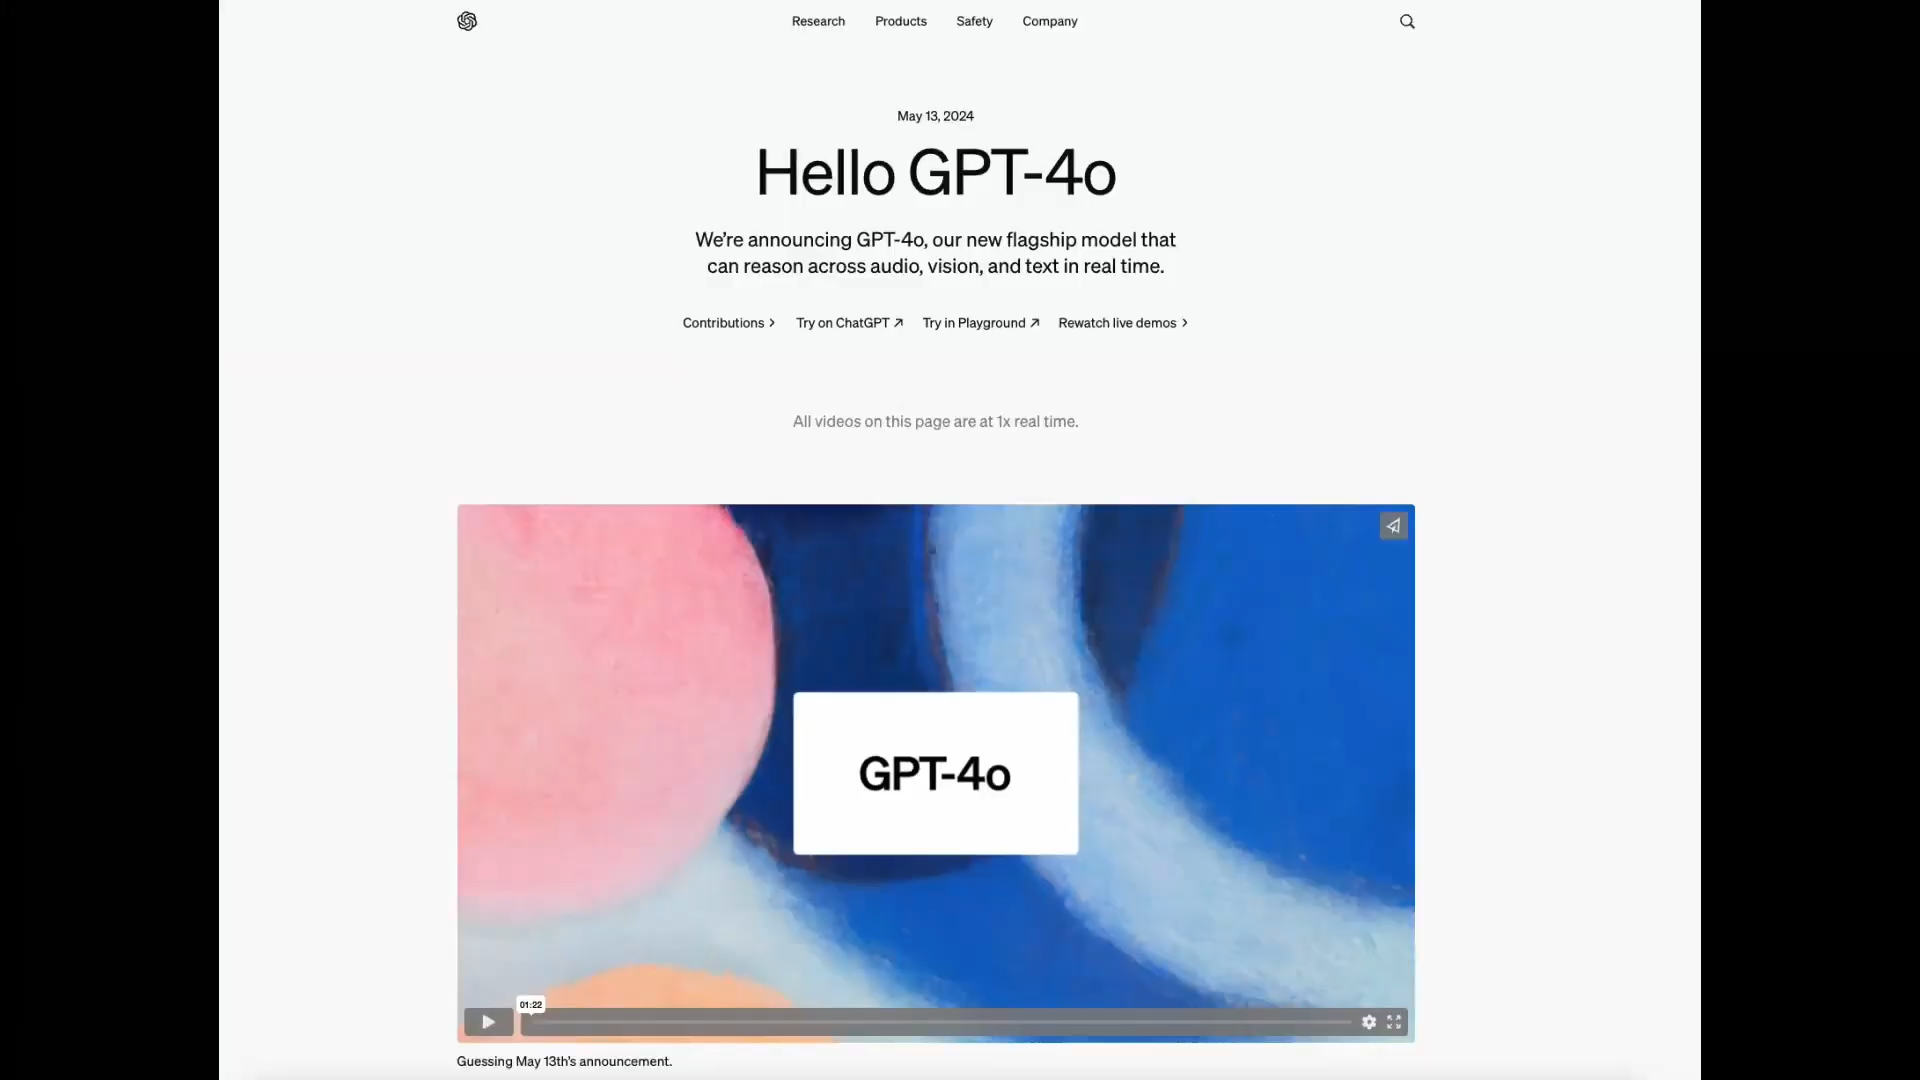 Research Products Safety Company
May 13, 2024
Hello GPT-4o
We're announcing GPT-4o, our new flagship model that
can reason across audio, vision, and text in real time.
Contributions Try on ChatGPT Try in Playground Rewatch live demos
All videos on this page are at 1x real time.
GPT-4o
01:22
Guessing May 13th's announcement.